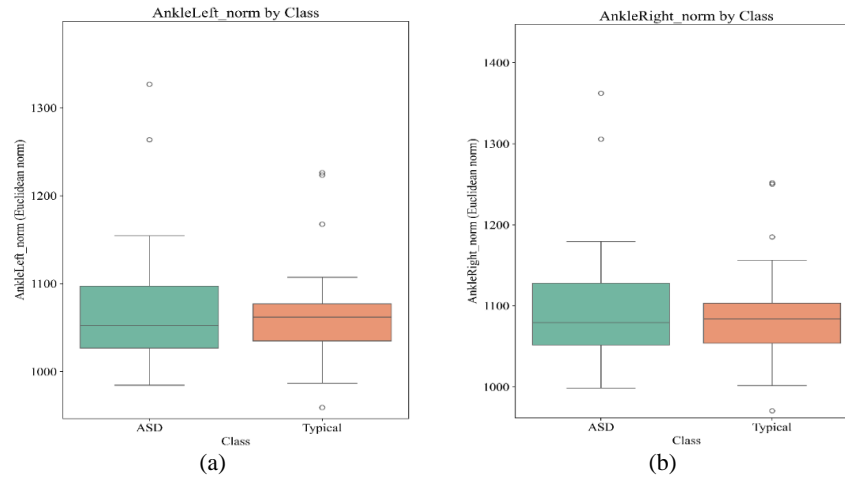 AnkleLeft_norm by Class
AnkleLeft_norm (Euclidean norm)
1300
1200
1100
1000
ASD Typical
Class
(a)
AnkleRight_norm by Class
AnkleRight_norm (Euclidean norm)
1400
1300
1200
1100
1000
ASD Typical
Class
(b)